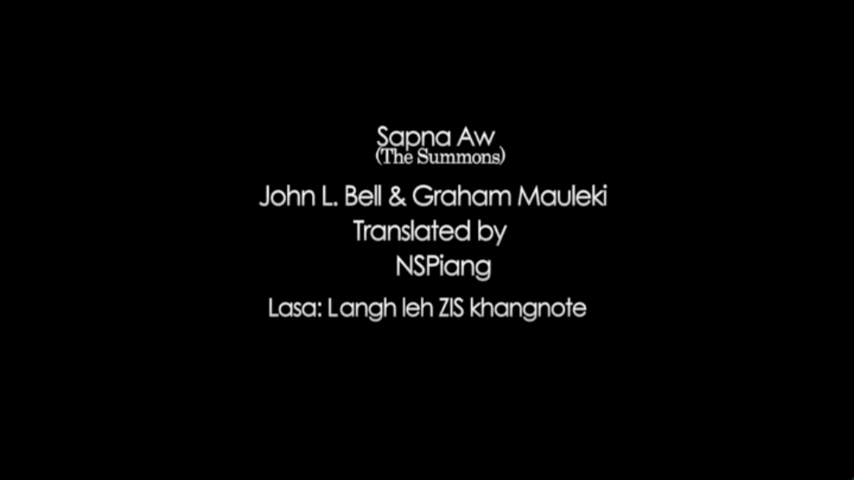 Sapna Aw
(The Summons)
John L. Bell & Graham Mauleki
Translated by
NSPiang
Lasa: Langh leh ZIS khangnote